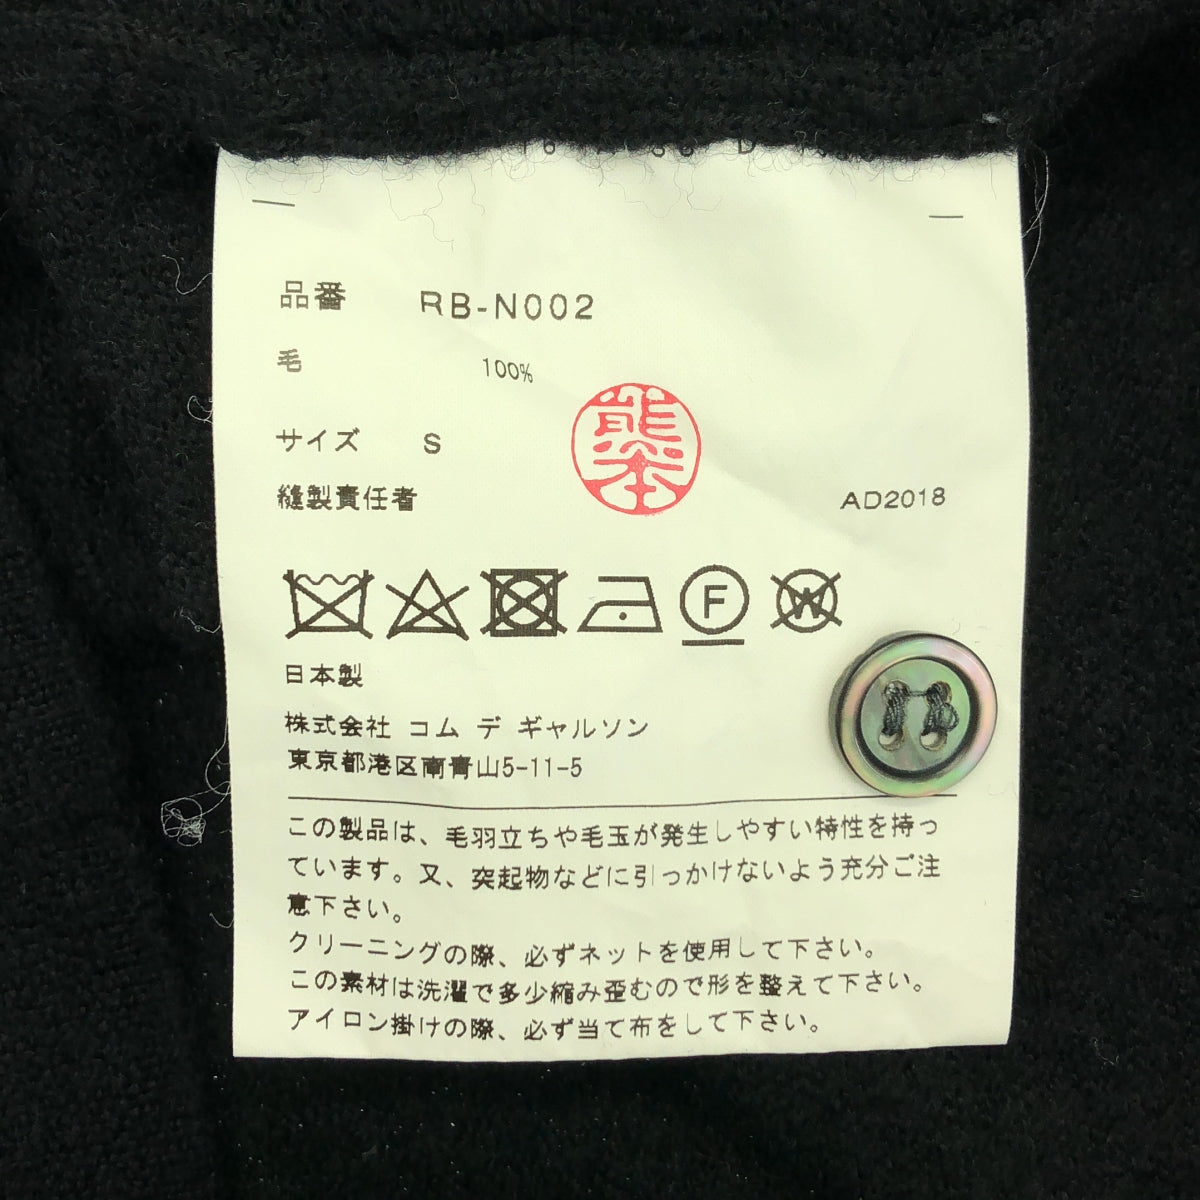 品番 RB-N002
毛 100%
サイズ S
熊本
縫製責任者 AD2018
F W
日本製
株式会社 コム デ ギャルソン
東京都港区南青山5-11-5
この製品は、毛羽立ちや毛玉が発生しやすい特性を持っ
ています。又、突起物などに引っかけないよう充分ご注
意下さい。
クリーニングの際、必ずネットを使用して下さい。
この素材は洗濯で多少縮み歪むので形を整えて下さい。
アイロン掛けの際、必ず当て布をして下さい。